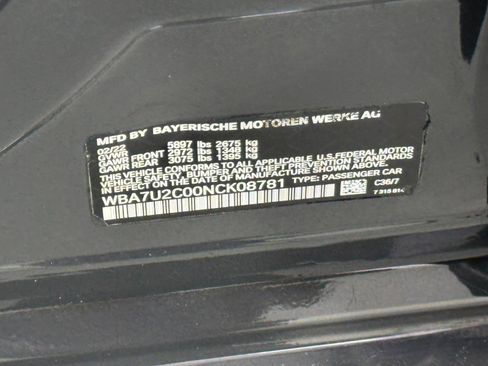 MFD BY BAYERISCHE MOTOREN WERKE AG
02/22 5897 lbs 2675 kg
GVWR
GAWR FRONT 2972 lbs 1348 kg
GAWR REAR 3075 lbs 1395 kg
THIS VEHICLE CONFORMS TO ALL APPLICABLE U.S. FEDERAL MOTOR
VEHICLE SAFETY, BUMPER AND THEFT PREVENTION STANDARDS IN
EFFECT ON THE DATE OF MANUFACTURE SHOWN ABOVE.
WBA7U2C00NCK08781 TYPE: PASSENGER CAR
C36/7